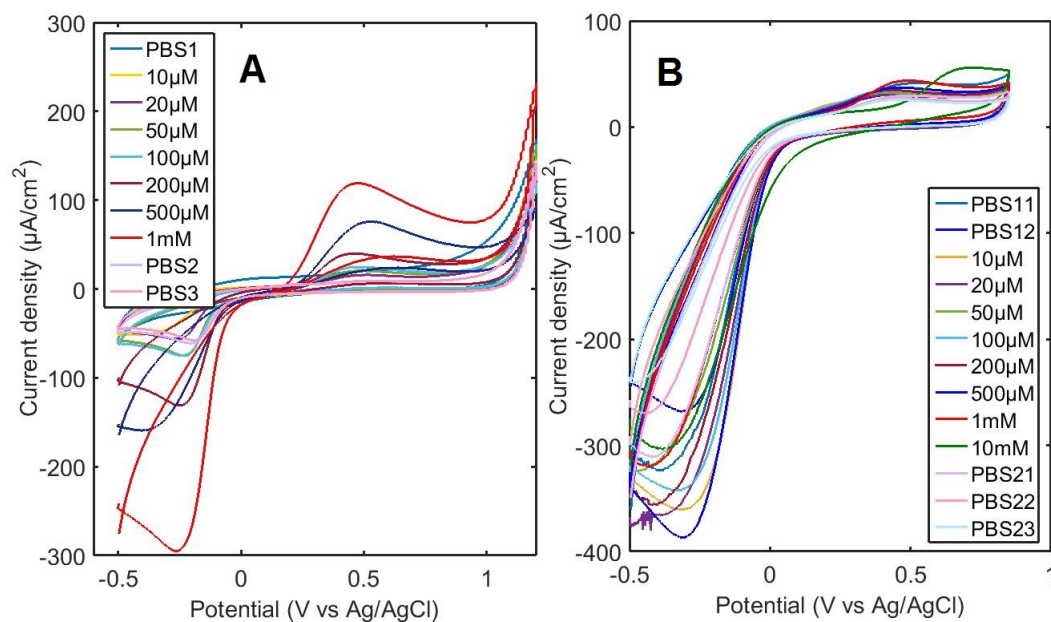 A
300
200
100
0
-100
-200
-300
-0.5
0
0.5
1
Current density (µA/cm²)
Potential (V vs Ag/AgCl)
PBS1
10µM
20µM
50µM
100µM
200µM
500µM
1mM
PBS2
PBS3
B
100
0
-100
-200
-300
-400
-0.5
0
0.5
1
Current density (µA/cm²)
Potential (V vs Ag/AgCl)
PBS11
PBS12
10µM
20µM
50µM
100µM
200µM
500µM
1mM
10mM
PBS21
PBS22
PBS23